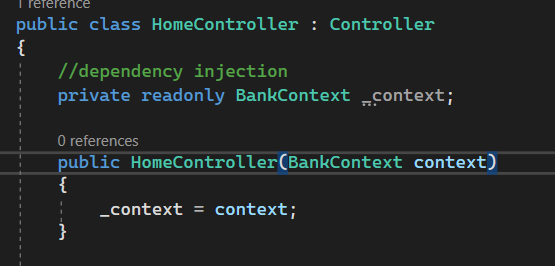 1 reference
public class HomeController : Controller
{
//dependency injection
private readonly BankContext _context;
0 references
public HomeController(BankContext context)
{
_context = context;
}